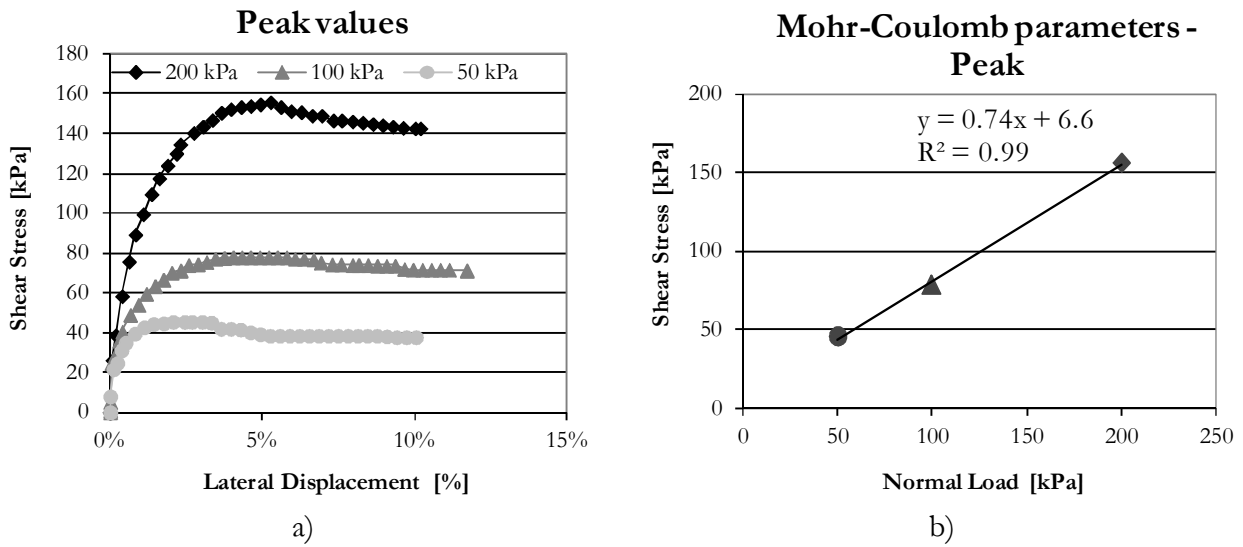 Peak values
180
160
140
120
100
80
60
40
20
0
200 kPa 100 kPa 50 kPa
Shear Stress [kPa]
0% 5% 10% 15%
Lateral Displacement [%]
a)
Mohr-Coulomb parameters -
Peak
200
150
100
50
0
y = 0.74x + 6.6
R² = 0.99
Shear Stress [kPa]
0 50 100 150 200 250
Normal Load [kPa]
b)